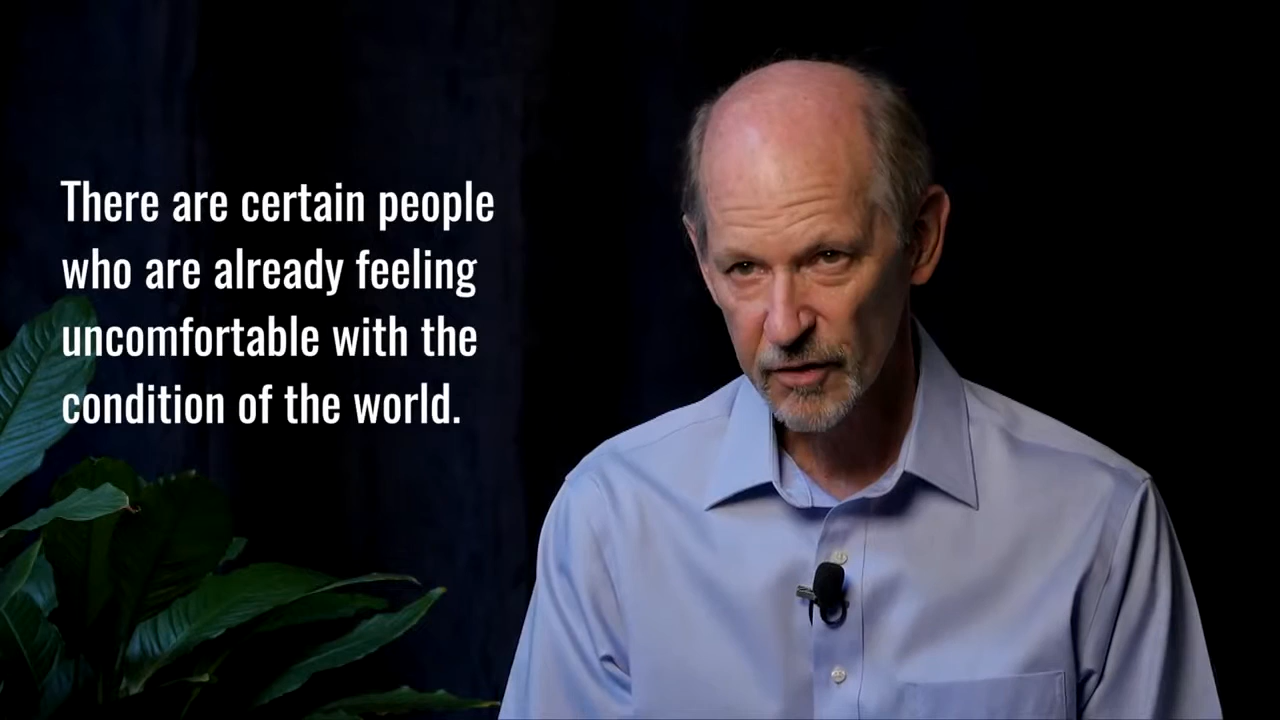 There are certain people
who are already feeling
uncomfortable with the
condition of the world.